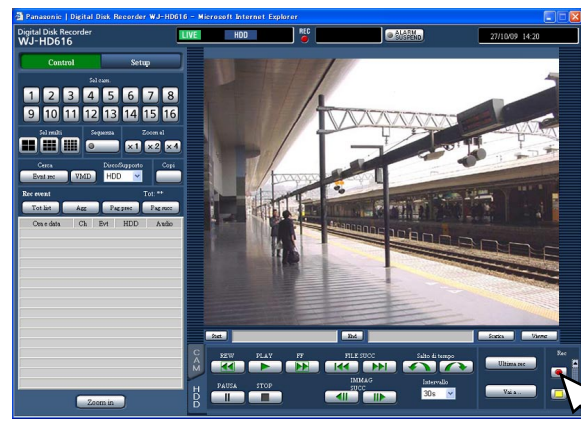 Panasonic | Digital Disk Recorder WJ-HD616 - Microsoft Internet Explorer
Digital Disk Recorder
WJ-HD616
LIVE
HDD
REC
ALARM SUSPEND
27/10/09 14:20
Control
Setup
Sel cam
1 2 3 4 5 6 7 8
9 10 11 12 13 14 15 16
Sel multi
Sequenza
Zoom el
x1 x2 x4
Cerca
Disco/Supporto
Copi
Evnt rec
VMD
HDD
Rec event
Tot: **
Tot list
Agg
Pag prec
Pag succ
Ora e data
Ch
Evt
HDD
Audio
Zoom in
Start
End
Scarica
Viewer
CAM
HDD
REW
PLAY
FF
FILE SUCC
Salto di tempo
Ultima rec
Rec
PAUSA
STOP
IMMAG SUCC
Intervallo
30s
Vai a ...